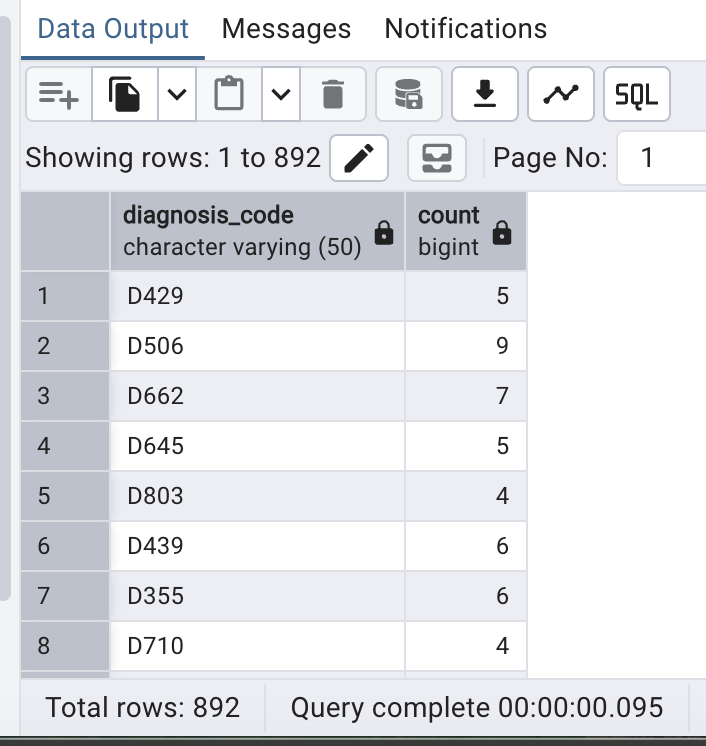 Data Output Messages Notifications
SQL
Showing rows: 1 to 892 Page No: 1
diagnosis_code count
character varying (50) bigint
1 D429 5
2 D506 9
3 D662 7
4 D645 5
5 D803 4
6 D439 6
7 D355 6
8 D710 4
Total rows: 892 Query complete 00:00:00.095